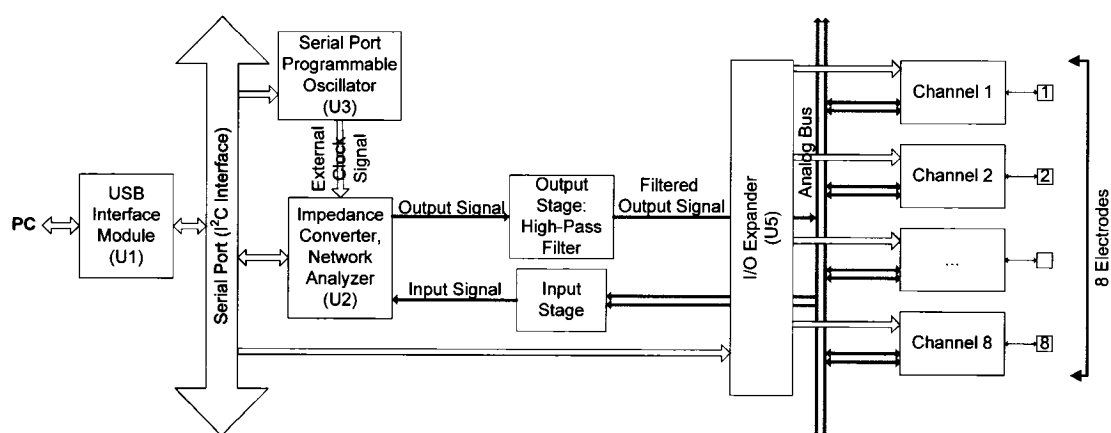 PC
USB
Interface
Module
(U1)
Serial Port (I²C Interface)
Serial Port
Programmable
Oscillator
(U3)
External
Clock
Signal
Impedance
Converter,
Network
Analyzer
(U2)
Output Signal
Input Signal
Output
Stage:
High-Pass
Filter
Input
Stage
Filtered
Output Signal
I/O Expander
(U5)
Analog Bus
Channel 1
1
Channel 2
2
...
Channel 8
8
8 Electrodes